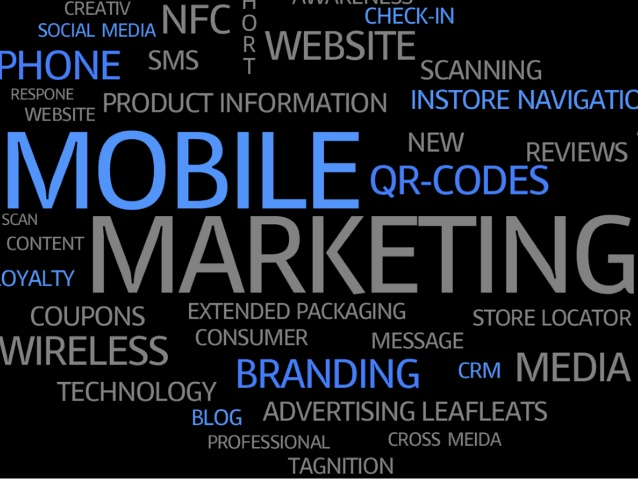 AWARENESS
CREATIV
CHECK-IN
SOCIAL MEDIA
NFC
HORT
WEBSITE
PHONE
SMS
SCANNING
RESPONE
WEBSITE
PRODUCT INFORMATION
INSTORE NAVIGATIO
MOBILE
NEW
REVIEWS
QR-CODES
SCAN
MARKETING
CONTENT
OYALTY
COUPONS
EXTENDED PACKAGING
STORE LOCATOR
CONSUMER
MESSAGE
WIRELESS
BRANDING
CRM
MEDIA
TECHNOLOGY
BLOG
ADVERTISING LEAFLEATS
PROFESSIONAL
CROSS MEIDA
TAGNITION